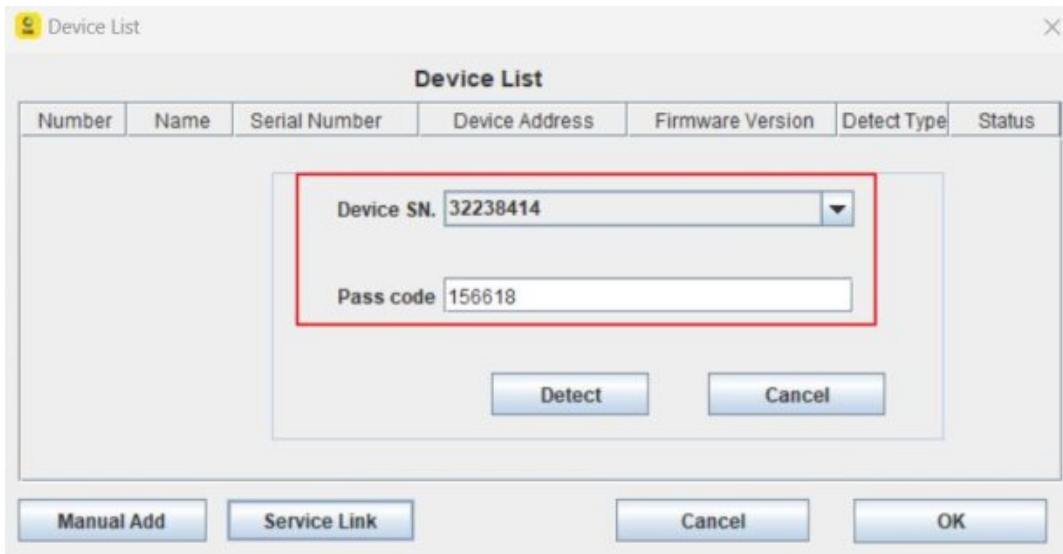 Device List
Device List
Number Name Serial Number Device Address Firmware Version Detect Type Status
Device SN. 32238414
Pass code 156618
Detect Cancel
Manual Add Service Link Cancel OK